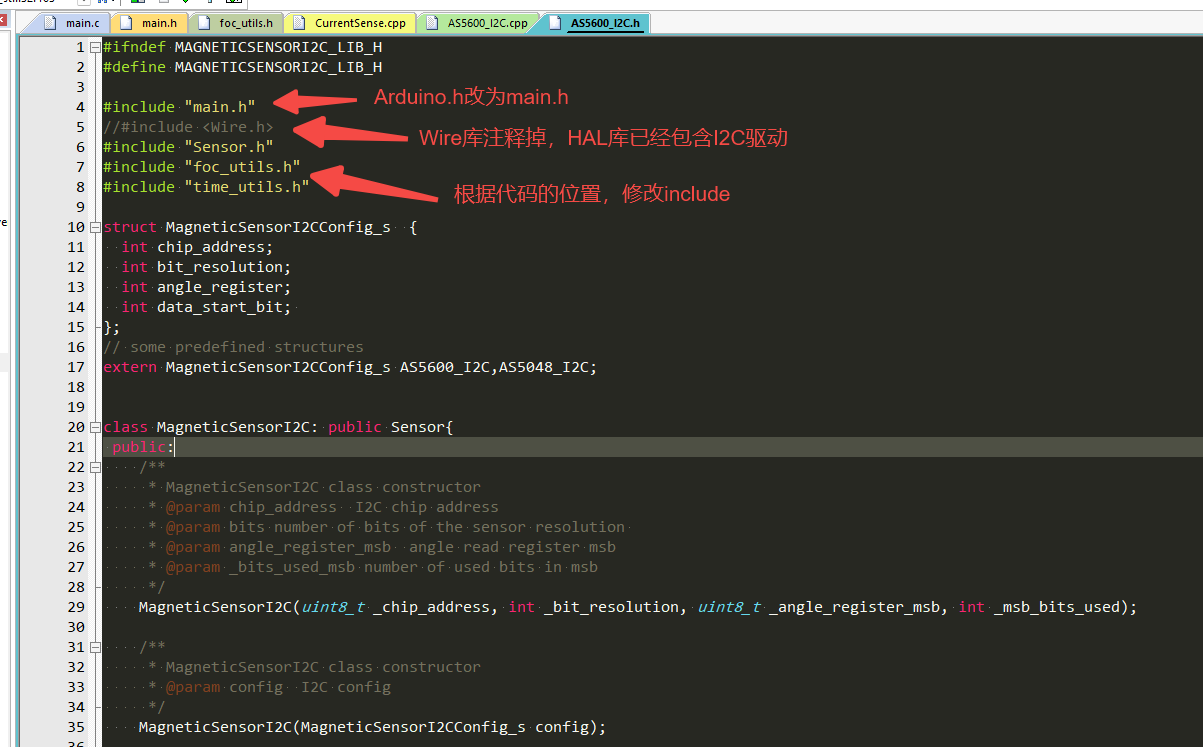 main.c main.h foc_utils.h CurrentSense.cpp AS5600_I2C.cpp AS5600_I2C.h
1 #ifndef MAGNETICSENSORI2C_LIB_H
2 #define MAGNETICSENSORI2C_LIB_H
3
4 #include "main.h" Arduino.h改为main.h
5 //#include <Wire.h> Wire库注释掉，HAL库已经包含I2C驱动
6 #include "Sensor.h"
7 #include "foc_utils.h"
8 #include "time_utils.h" 根据代码的位置，修改include
9
10 struct MagneticSensorI2CConfig_s  {
11   int chip_address;
12   int bit_resolution;
13   int angle_register;
14   int data_start_bit;
15 };
16 // some predefined structures
17 extern MagneticSensorI2CConfig_s AS5600_I2C,AS5048_I2C;
18
19
20 class MagneticSensorI2C: public Sensor{
21  public:
22     /**
23      * MagneticSensorI2C class constructor
24      * @param chip_address  I2C chip address
25      * @param bits number of bits of the sensor resolution
26      * @param angle_register_msb  angle read register msb
27      * @param _bits_used_msb number of used bits in msb
28      */
29     MagneticSensorI2C(uint8_t _chip_address, int _bit_resolution, uint8_t _angle_register_msb, int _msb_bits_used);
30
31     /**
32      * MagneticSensorI2C class constructor
33      * @param config  I2C config
34      */
35     MagneticSensorI2C(MagneticSensorI2CConfig_s config);
36